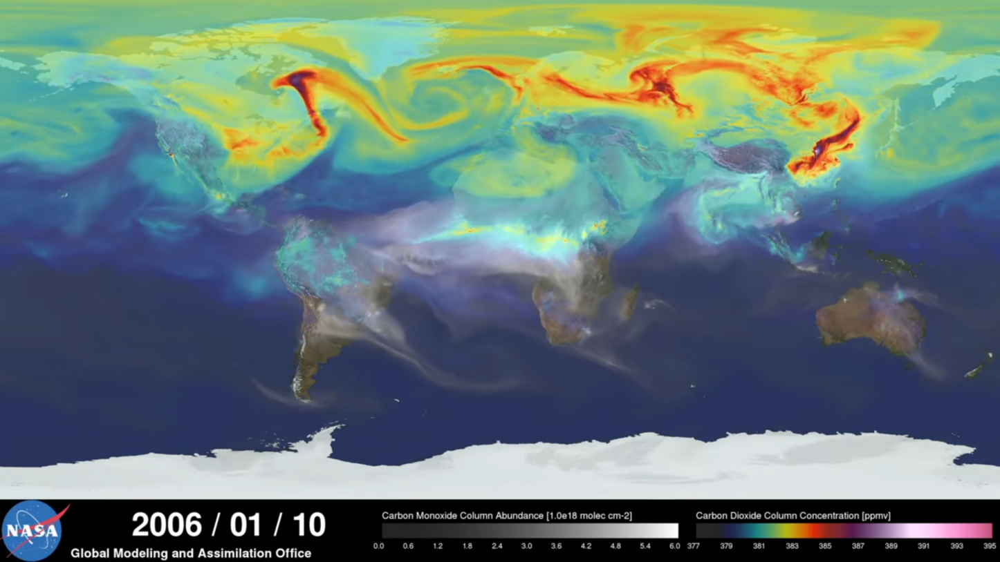 NASA
2006 / 01 / 10
Global Modeling and Assimilation Office
Carbon Monoxide Column Abundance [1.0e18 molec cm-2]
0.0 0.6 1.2 1.8 2.4 3.0 3.6 4.2 4.8 5.4 6.0
Carbon Dioxide Column Concentration [ppmv]
377 379 381 383 385 387 389 391 393 395